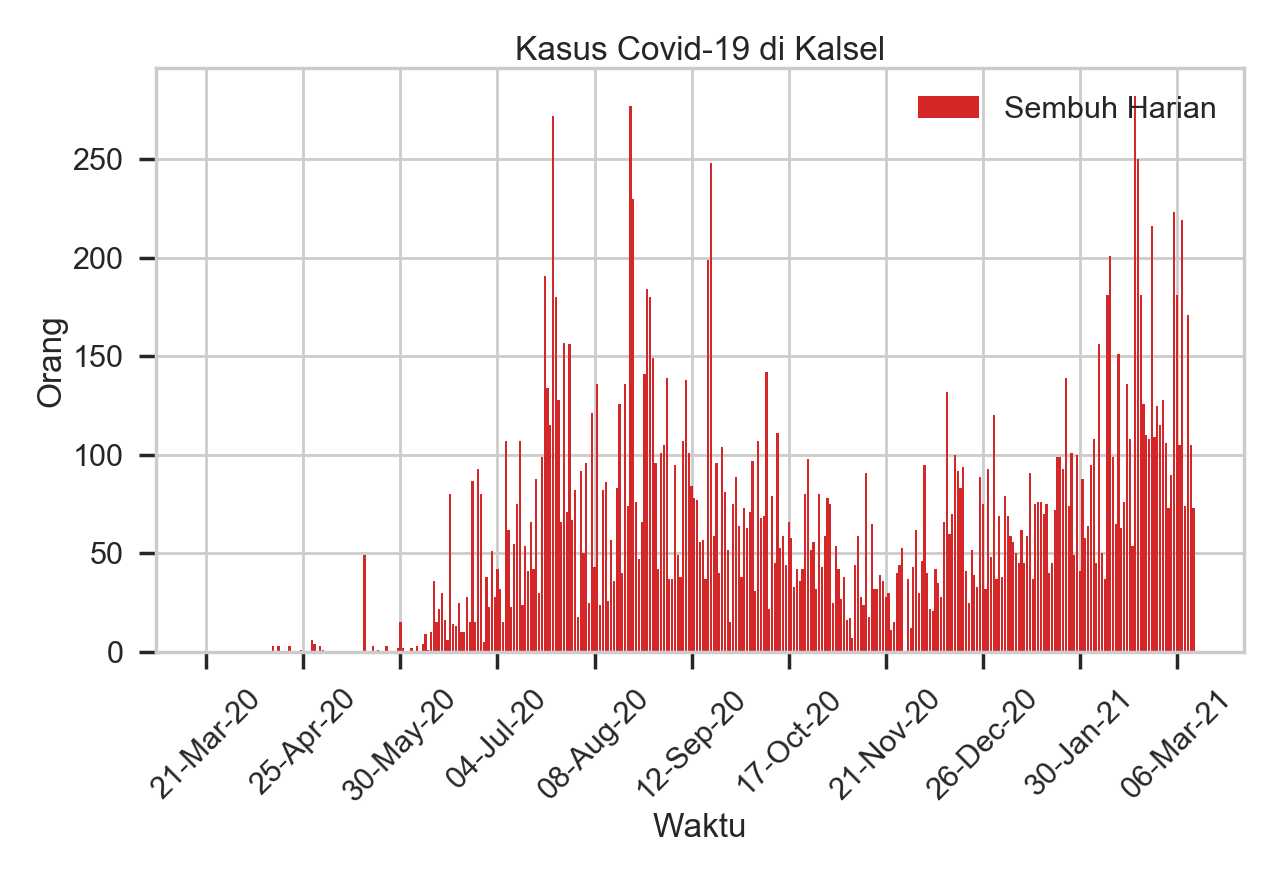 Kasus Covid-19 di Kalsel
Sembuh Harian
Orang
250
200
150
100
50
0
21-Mar-20
25-Apr-20
30-May-20
04-Jul-20
08-Aug-20
12-Sep-20
17-Oct-20
21-Nov-20
26-Dec-20
30-Jan-21
06-Mar-21
Waktu